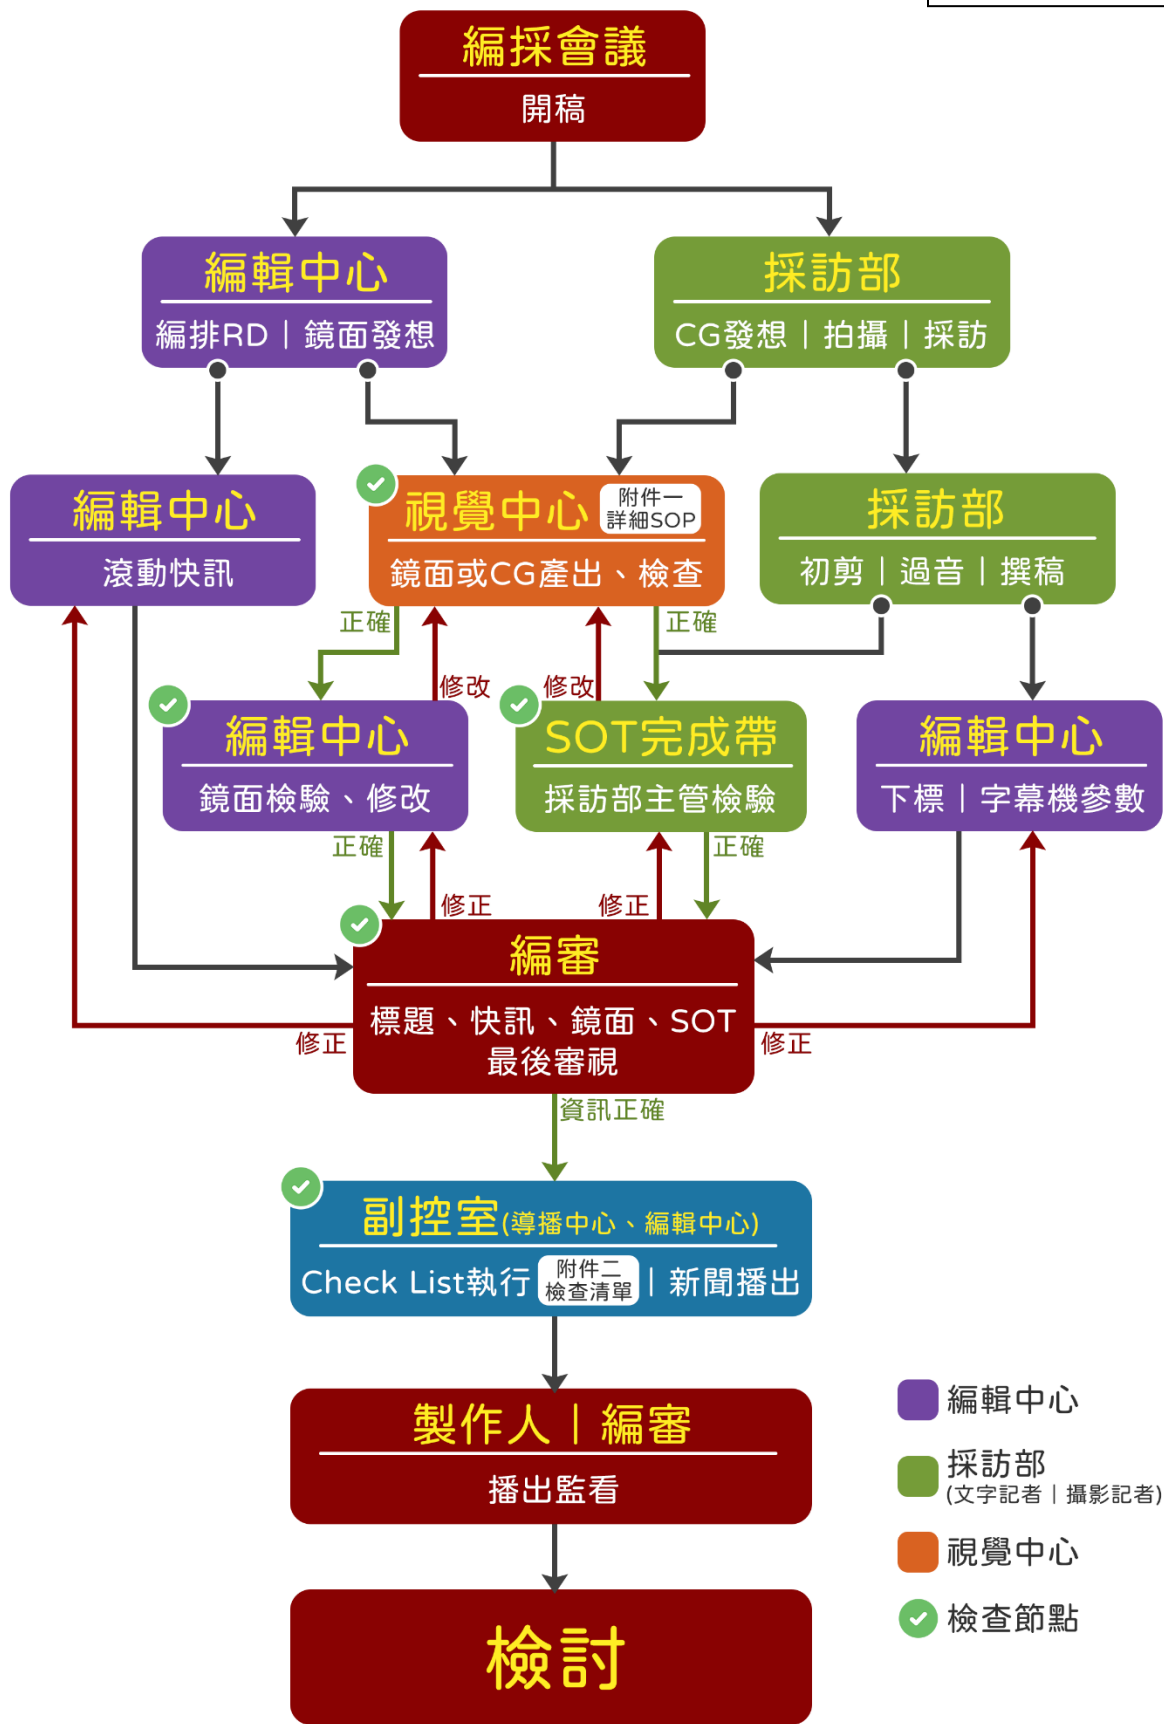 編採會議
開稿
編輯中心
編排RD｜鏡面發想
採訪部
CG發想｜拍攝｜採訪
編輯中心
滾動快訊
視覺中心
附件一
詳細SOP
鏡面或CG產出、檢查
採訪部
初剪｜過音｜撰稿
正確
正確
修改
修改
編輯中心
鏡面檢驗、修改
SOT完成帶
採訪部主管檢驗
編輯中心
下標｜字幕機參數
正確
正確
修正
修正
編審
標題、快訊、鏡面、SOT
最後審視
修正
修正
資訊正確
副控室(導播中心、編輯中心)
Check List執行
附件二
檢查清單
｜新聞播出
製作人｜編審
播出監看
檢討
編輯中心
採訪部
(文字記者｜攝影記者)
視覺中心
檢查節點